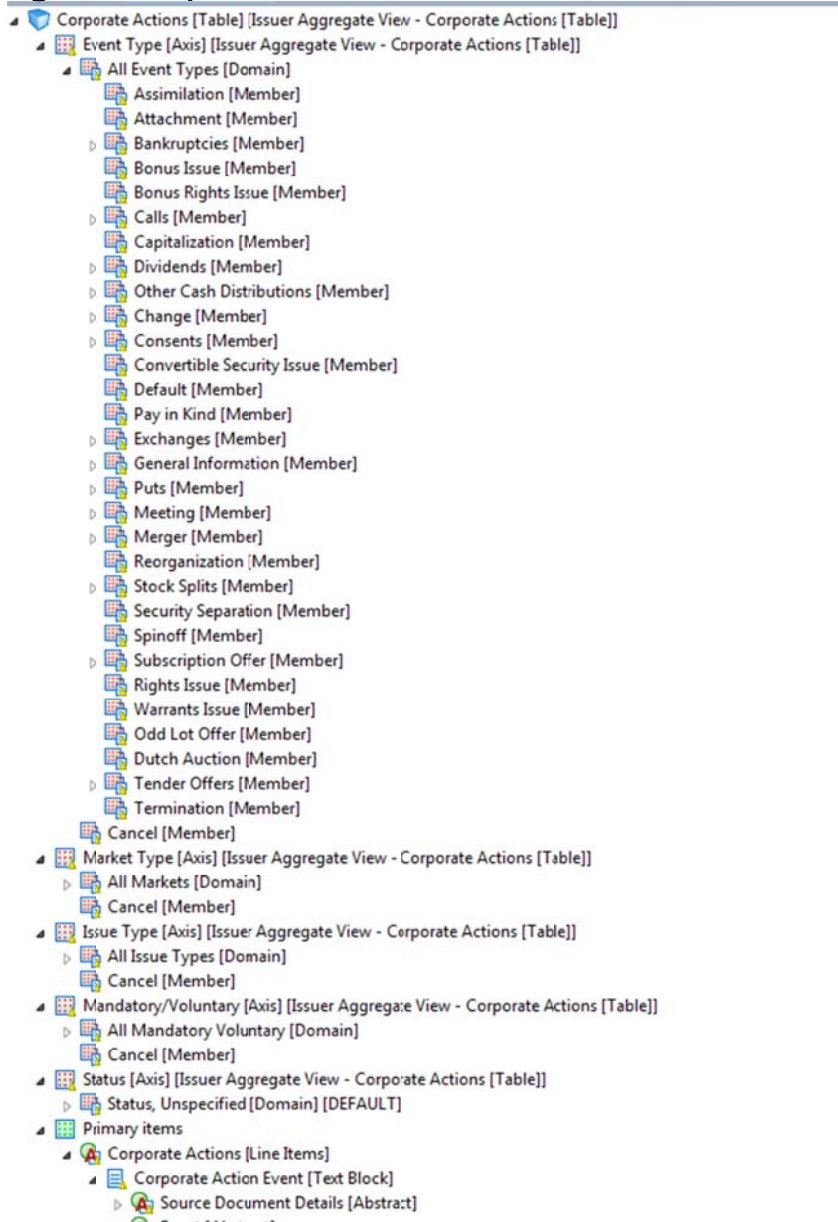 Corporate Actions [Table] [Issuer Aggregate View - Corporate Actions [Table]]
Event Type [Axis] [Issuer Aggregate View - Corporate Actions [Table]]
All Event Types [Domain]
Assimilation [Member]
Attachment [Member]
Bankruptcies [Member]
Bonus Issue [Member]
Bonus Rights Issue [Member]
Calls [Member]
Capitalization [Member]
Dividends [Member]
Other Cash Distributions [Member]
Change [Member]
Consents [Member]
Convertible Security Issue [Member]
Default [Member]
Pay in Kind [Member]
Exchanges [Member]
General Information [Member]
Puts [Member]
Meeting [Member]
Merger [Member]
Reorganization [Member]
Stock Splits [Member]
Security Separation [Member]
Spinoff [Member]
Subscription Offer [Member]
Rights Issue [Member]
Warrants Issue [Member]
Odd Lot Offer [Member]
Dutch Auction [Member]
Tender Offers [Member]
Termination [Member]
Cancel [Member]
Market Type [Axis] [Issuer Aggregate View - Corporate Actions [Table]]
All Markets [Domain]
Cancel [Member]
Issue Type [Axis] [Issuer Aggregate View - Corporate Actions [Table]]
All Issue Types [Domain]
Cancel [Member]
Mandatory/Voluntary [Axis] [Issuer Aggregate View - Corporate Actions [Table]]
All Mandatory Voluntary [Domain]
Cancel [Member]
Status [Axis] [Issuer Aggregate View - Corporate Actions [Table]]
Status, Unspecified [Domain] [DEFAULT]
Primary items
Corporate Actions [Line Items]
Corporate Action Event [Text Block]
Source Document Details [Abstract]